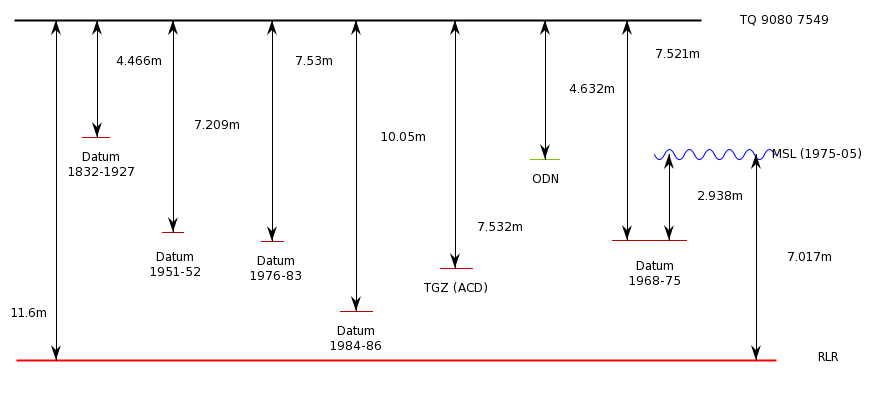 TQ 9080 7549
4.466m
7.53m
7.521m
4.632m
7.209m
10.05m
MSL (1975-05)
Datum
1832-1927
ODN
2.938m
7.532m
Datum
1951-52
Datum
1976-83
Datum
1968-75
7.017m
TGZ (ACD)
11.6m
Datum
1984-86
RLR